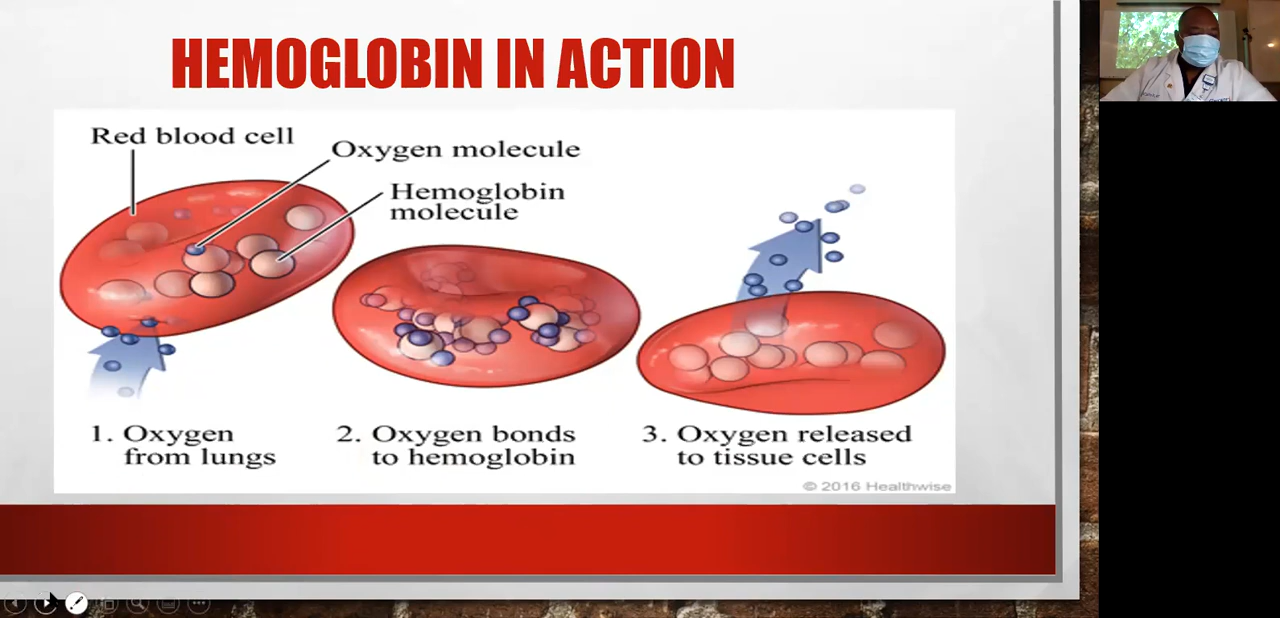 HEMOGLOBIN IN ACTION
Red blood cell
Oxygen molecule
Hemoglobin
molecule
1. Oxygen
from lungs
2. Oxygen bonds
to hemoglobin
3. Oxygen released
to tissue cells
© 2016 Healthwise